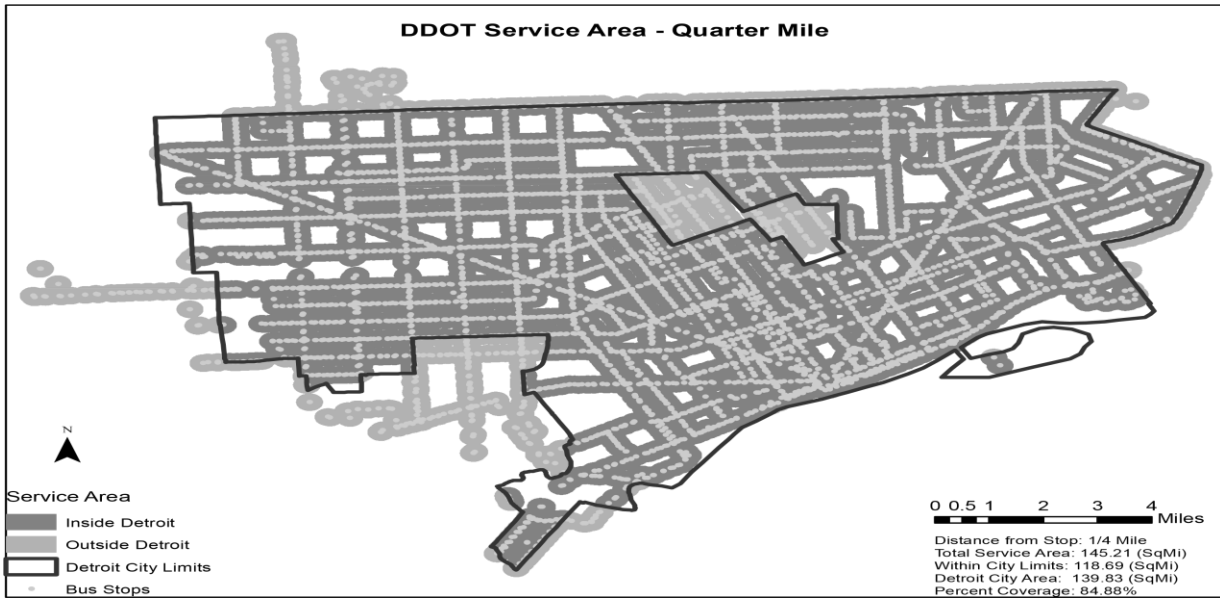 DDOT Service Area - Quarter Mile
N
Service Area
Inside Detroit
Outside Detroit
Detroit City Limits
Bus Stops
0 0.5 1 2 3 4
Miles
Distance from Stop: 1/4 Mile
Total Service Area: 145.21 (SqMi)
Within City Limits: 118.69 (SqMi)
Detroit City Area: 139.83 (SqMi)
Percent Coverage: 84.88%